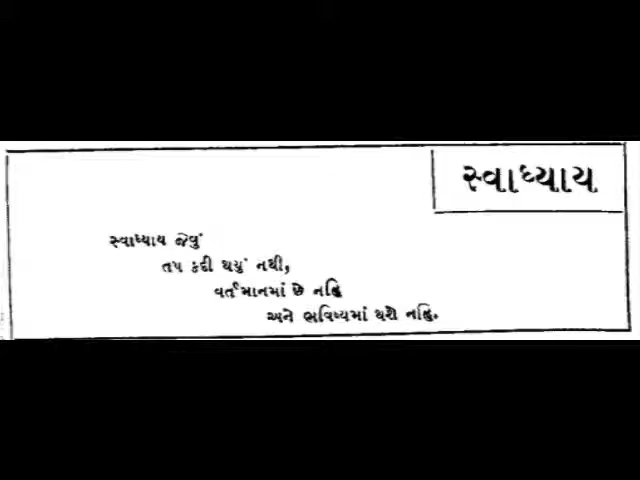 સ્વાધ્યાય
સ્વાધ્યાય જેવું
તપ કદી થયું નથી,
વર્તમાનમાં છે નહિ
અને ભવિષ્યમાં થશે નહિ.